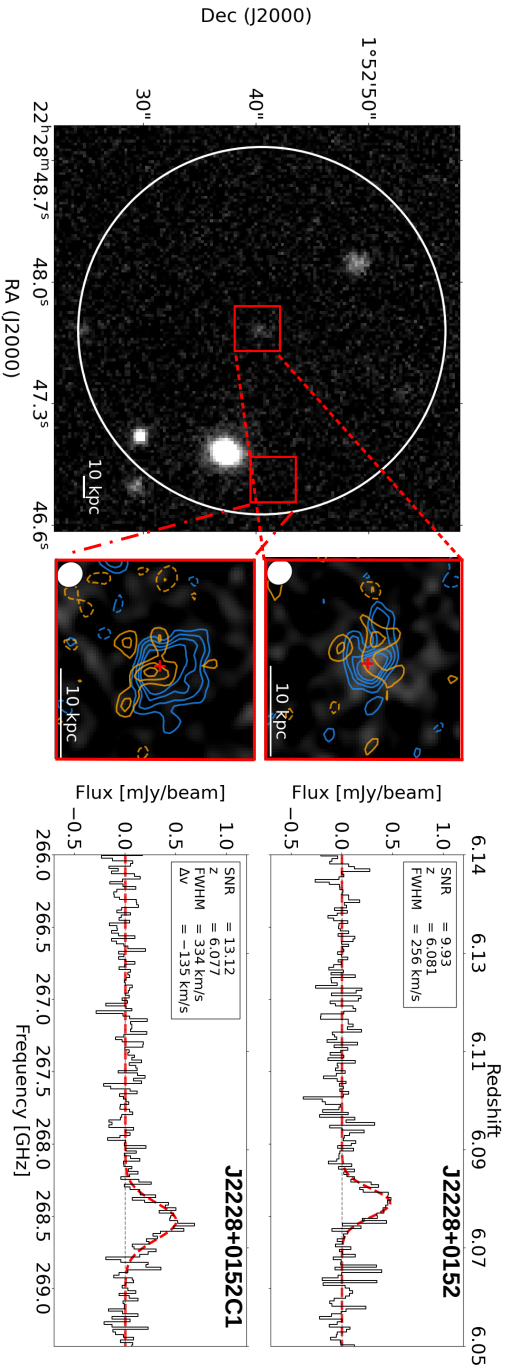 Dec (J2000)
1°52'50"
40"
30"
22ʰ28ᵐ48.7ˢ
48.0ˢ
47.3ˢ
46.6ˢ
RA (J2000)
10 kpc
10 kpc
10 kpc
Redshift
6.14
6.13
6.11
6.09
6.07
6.05
J2228+0152
SNR = 9.93
z = 6.081
FWHM = 256 km/s
Flux [mJy/beam]
1.0
0.5
0.0
−0.5
J2228+0152C1
SNR = 13.12
z = 6.077
FWHM = 334 km/s
Δv = −135 km/s
Flux [mJy/beam]
1.0
0.5
0.0
−0.5
266.0
266.5
267.0
267.5
268.0
268.5
269.0
Frequency [GHz]